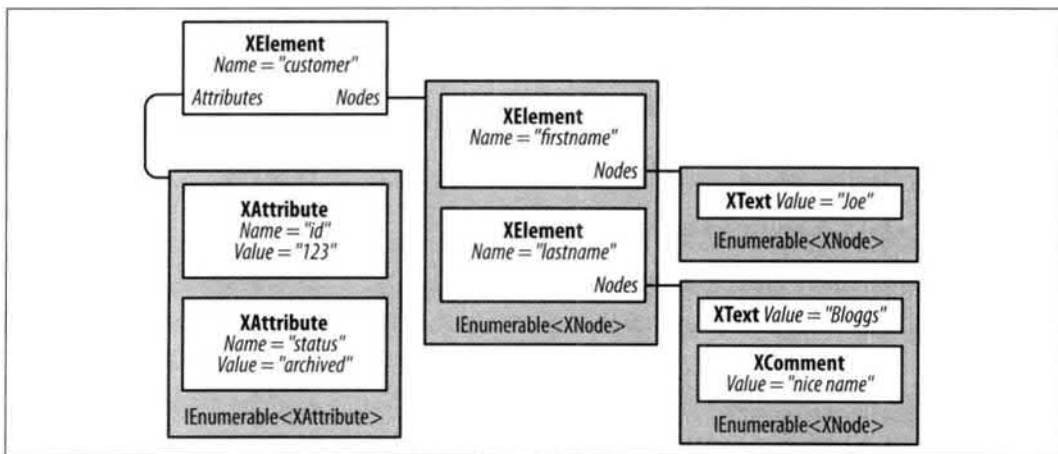 XElement
Name = "customer"
Attributes Nodes
XAttribute
Name = "id"
Value = "123"
XAttribute
Name = "status"
Value = "archived"
IEnumerable<XAttribute>
XElement
Name = "firstname"
Nodes
XElement
Name = "lastname"
Nodes
IEnumerable<XNode>
XText Value = "Joe"
IEnumerable<XNode>
XText Value = "Bloggs"
XComment
Value = "nice name"
IEnumerable<XNode>